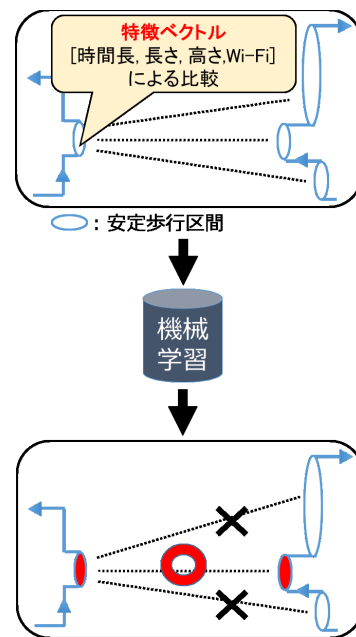 特徴ベクトル
[時間長, 長さ, 高さ,Wi-Fi]
による比較
：安定歩行区間
機械
学習